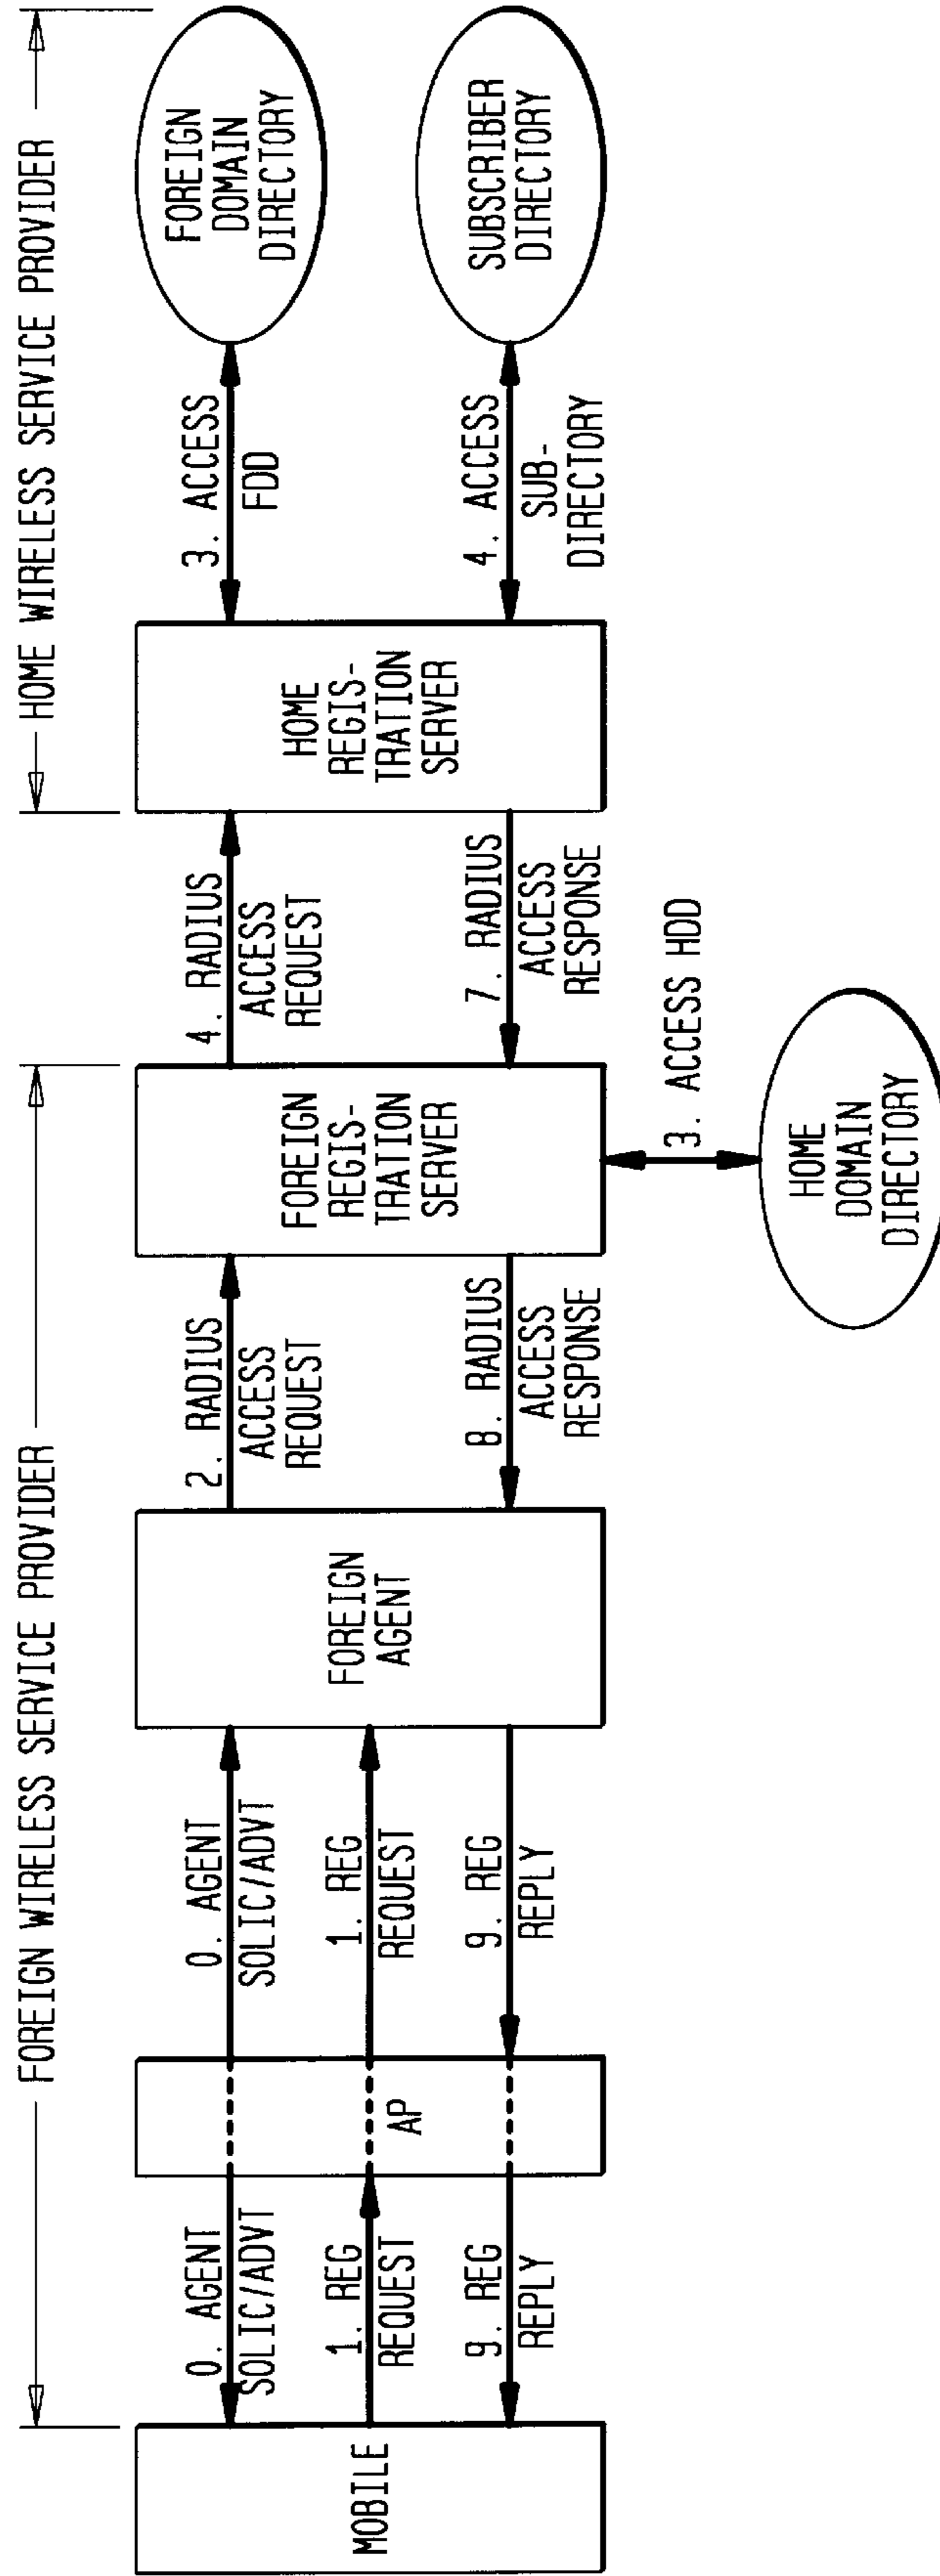 FOREIGN WIRELESS SERVICE PROVIDER
HOME WIRELESS SERVICE PROVIDER
MOBILE
0. AGENT
SOLIC/ADVT
1. REG
REQUEST
9. REG
REPLY
AP
0. AGENT
SOLIC/ADVT
1. REG
REQUEST
9. REG
REPLY
FOREIGN
AGENT
2. RADIUS
ACCESS
REQUEST
8. RADIUS
ACCESS
RESPONSE
FOREIGN
REGIS-
TRATION
SERVER
3. ACCESS HDD
HOME
DOMAIN
DIRECTORY
4. RADIUS
ACCESS
REQUEST
7. RADIUS
ACCESS
RESPONSE
HOME
REGIS-
TRATION
SERVER
3. ACCESS
FDD
4. ACCESS
SUB-
DIRECTORY
FOREIGN
DOMAIN
DIRECTORY
SUBSCRIBER
DIRECTORY